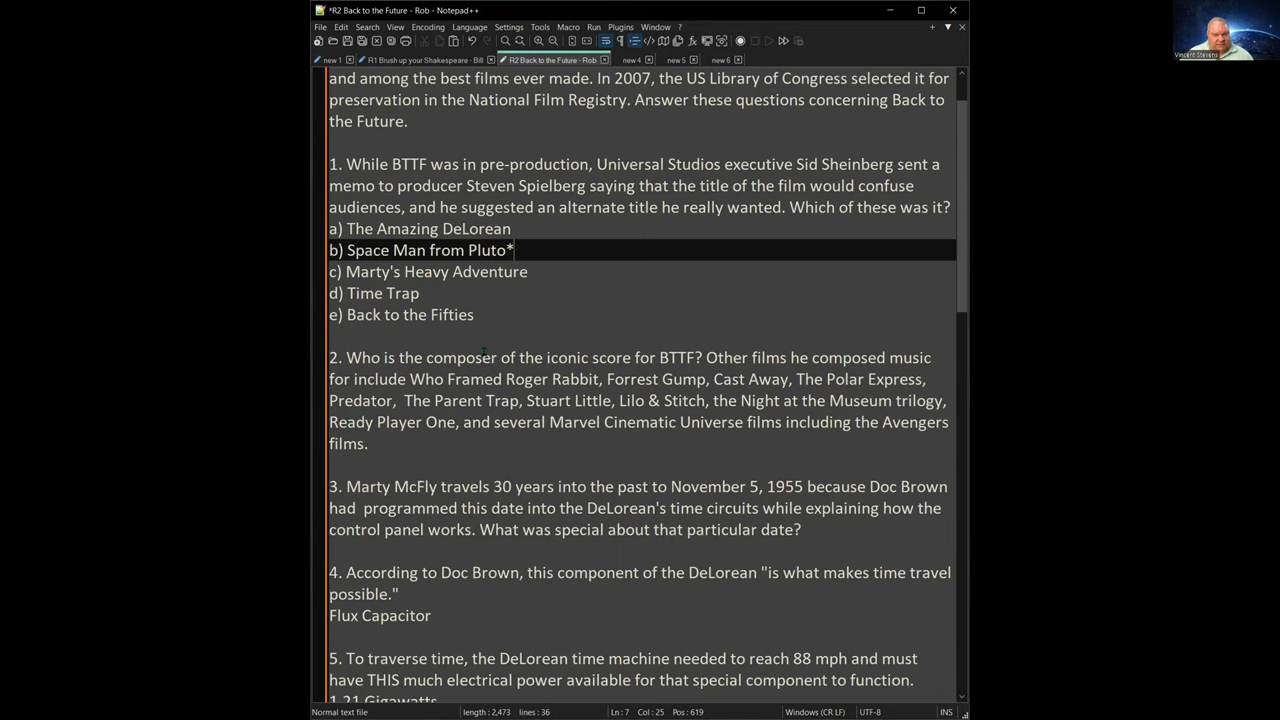 *R2 Back to the Future - Rob - Notepad++
File Edit Search View Encoding Language Settings Tools Macro Run Plugins Window ?
new 1 R1 Brush up your Shakespeare - Bill R2 Back to the Future - Rob new 4 new 5 new 6
Vincent Stevens
and among the best films ever made. In 2007, the US Library of Congress selected it for
preservation in the National Film Registry. Answer these questions concerning Back to
the Future.
1. While BTTF was in pre-production, Universal Studios executive Sid Sheinberg sent a
memo to producer Steven Spielberg saying that the title of the film would confuse
audiences, and he suggested an alternate title he really wanted. Which of these was it?
a) The Amazing DeLorean
b) Space Man from Pluto*
c) Marty's Heavy Adventure
d) Time Trap
e) Back to the Fifties
2. Who is the composer of the iconic score for BTTF? Other films he composed music
for include Who Framed Roger Rabbit, Forrest Gump, Cast Away, The Polar Express,
Predator,  The Parent Trap, Stuart Little, Lilo & Stitch, the Night at the Museum trilogy,
Ready Player One, and several Marvel Cinematic Universe films including the Avengers
films.
3. Marty McFly travels 30 years into the past to November 5, 1955 because Doc Brown
had  programmed this date into the DeLorean's time circuits while explaining how the
control panel works. What was special about that particular date?
4. According to Doc Brown, this component of the DeLorean "is what makes time travel
possible."
Flux Capacitor
5. To traverse time, the DeLorean time machine needed to reach 88 mph and must
have THIS much electrical power available for that special component to function.
1.21 Gigawatts
Normal text file length : 2,473 lines : 36 Ln : 7 Col : 25 Pos : 619 Windows (CR LF) UTF-8 INS